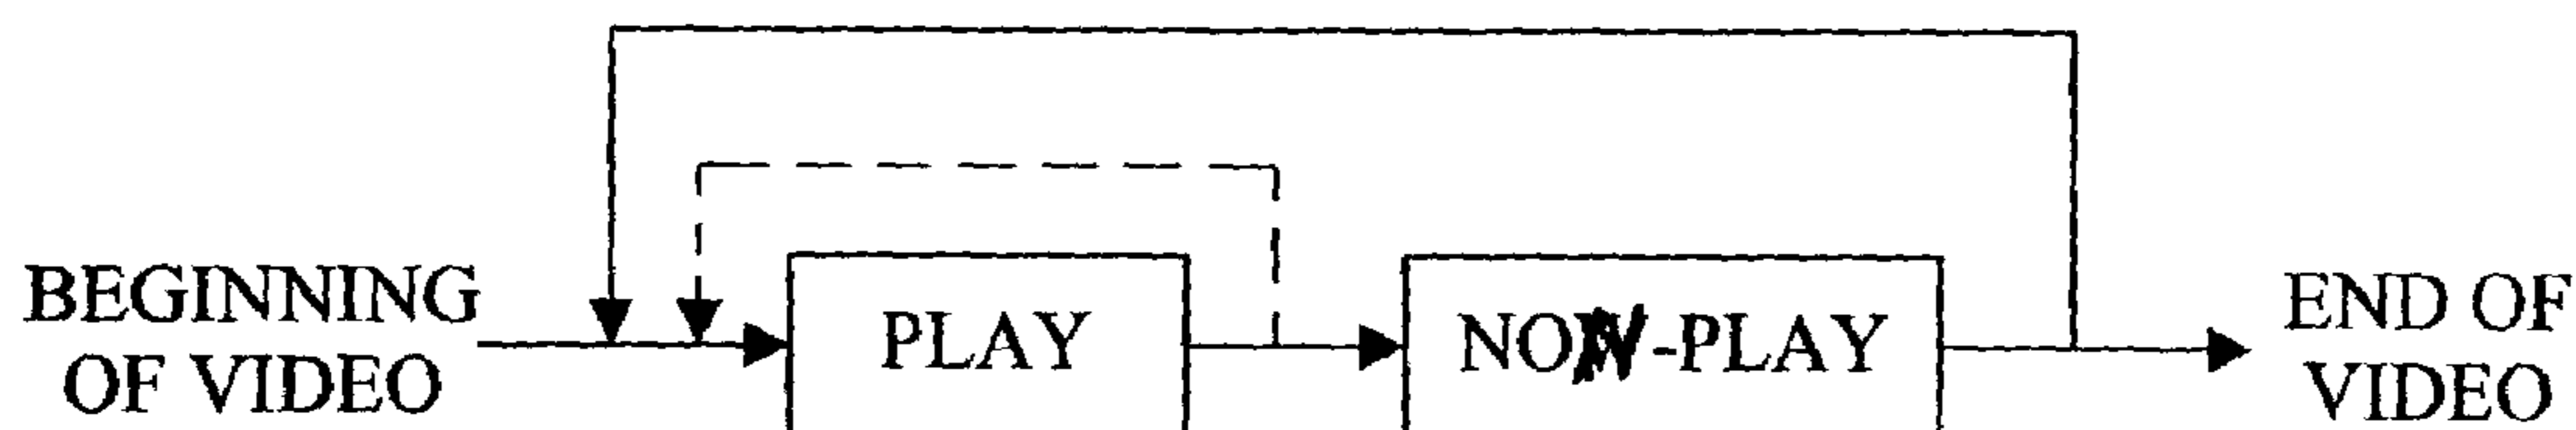 BEGINNING
OF VIDEO
PLAY
NON-PLAY
END OF
VIDEO